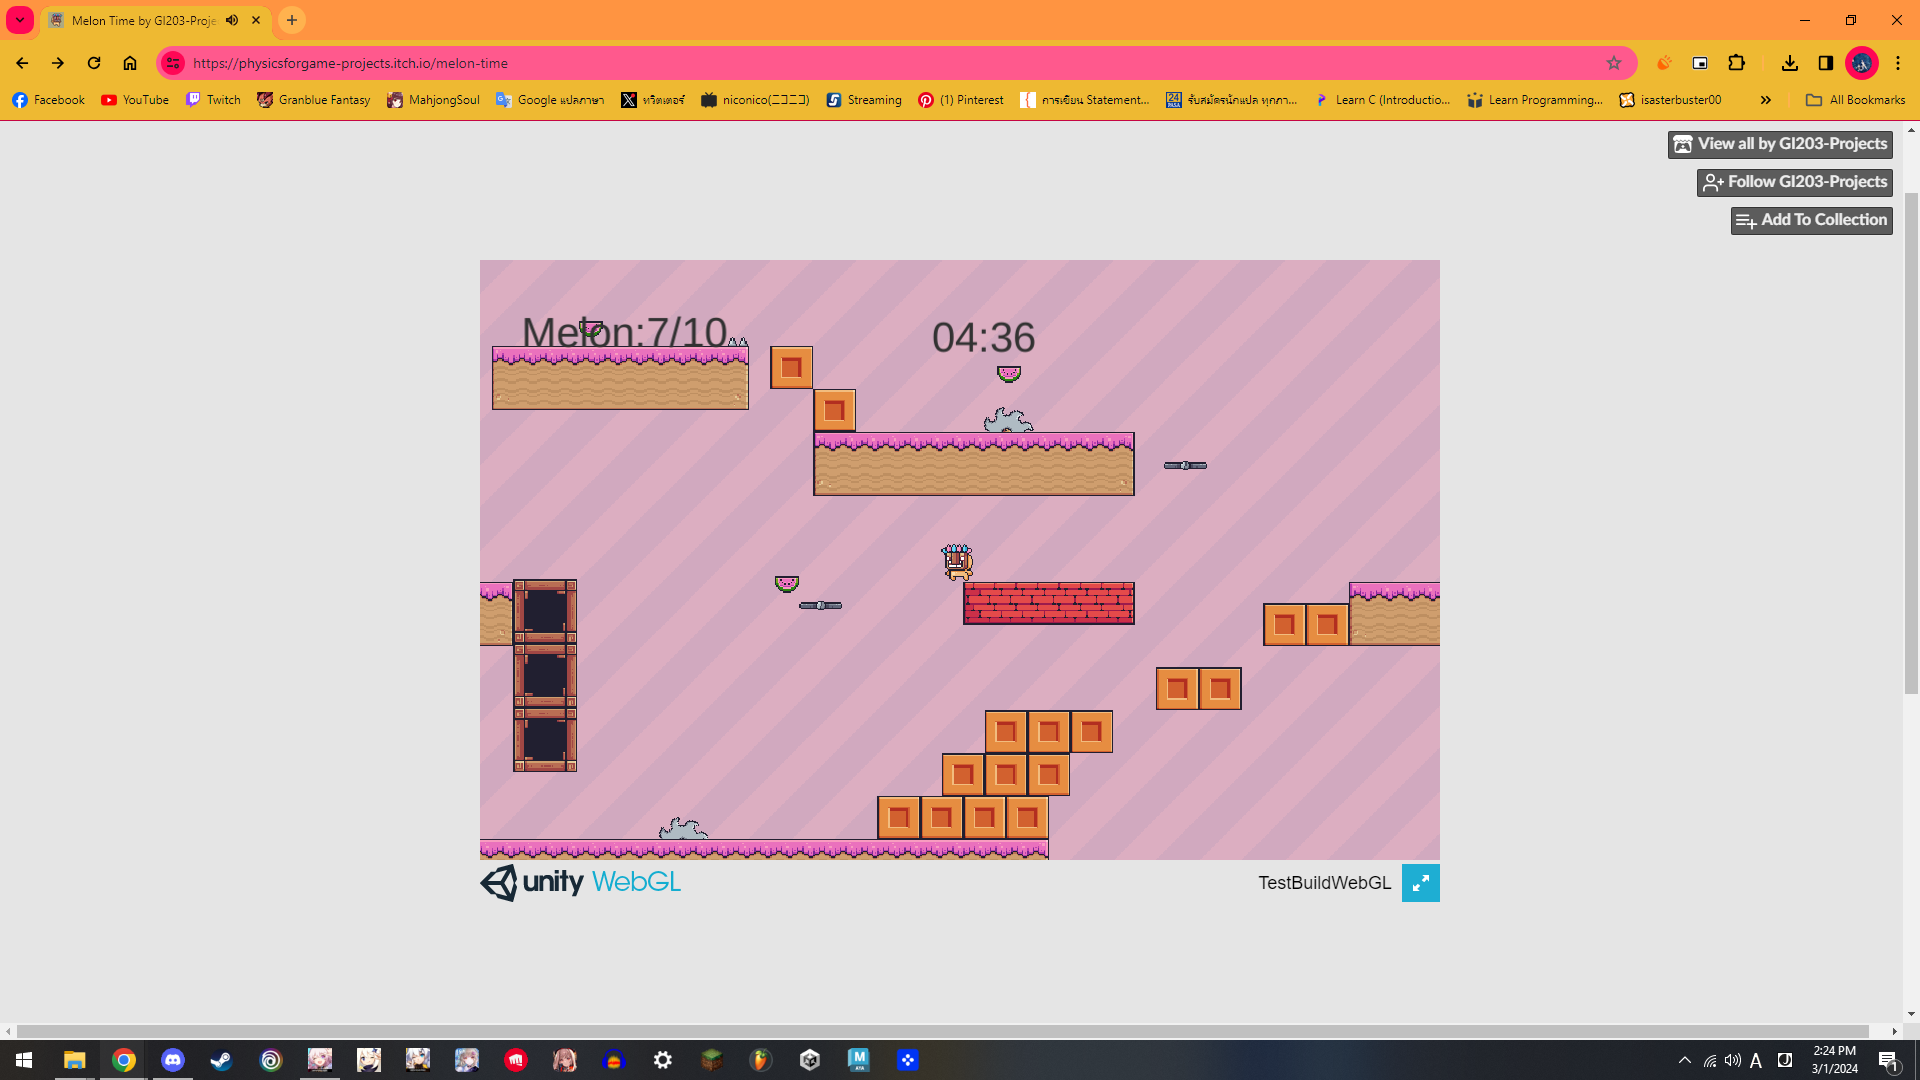 Melon Time by GI203-Proje
https://physicsforgame-projects.itch.io/melon-time
Facebook
YouTube
Twitch
Granblue Fantasy
MahjongSoul
Google แปลภาษา
ทวิตเตอร์
niconico(ニコニコ)
Streaming
(1) Pinterest
การเขียน Statement...
รับสมัครนักแปล ทุกภา...
Learn C (Introductio...
Learn Programming,...
isasterbuster00
»
All Bookmarks
View all by GI203-Projects
Follow GI203-Projects
Add To Collection
Melon:7/10
04:36
unity WebGL
TestBuildWebGL
A
2:24 PM
3/1/2024
1